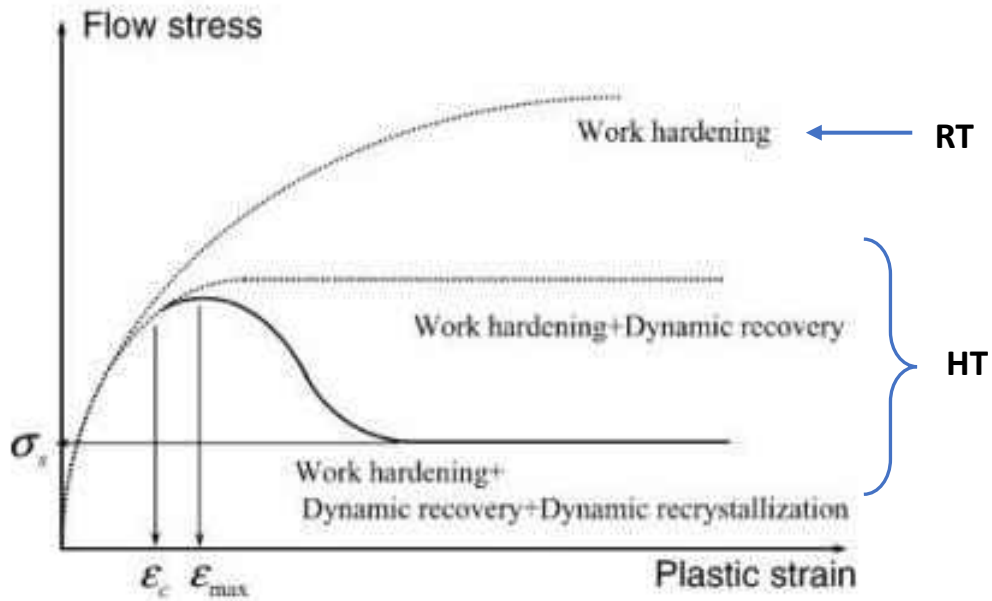 Flow stress
Work hardening
RT
Work hardening+Dynamic recovery
HT
σs
Work hardening+
Dynamic recovery+Dynamic recrystallization
εc
εmax
Plastic strain